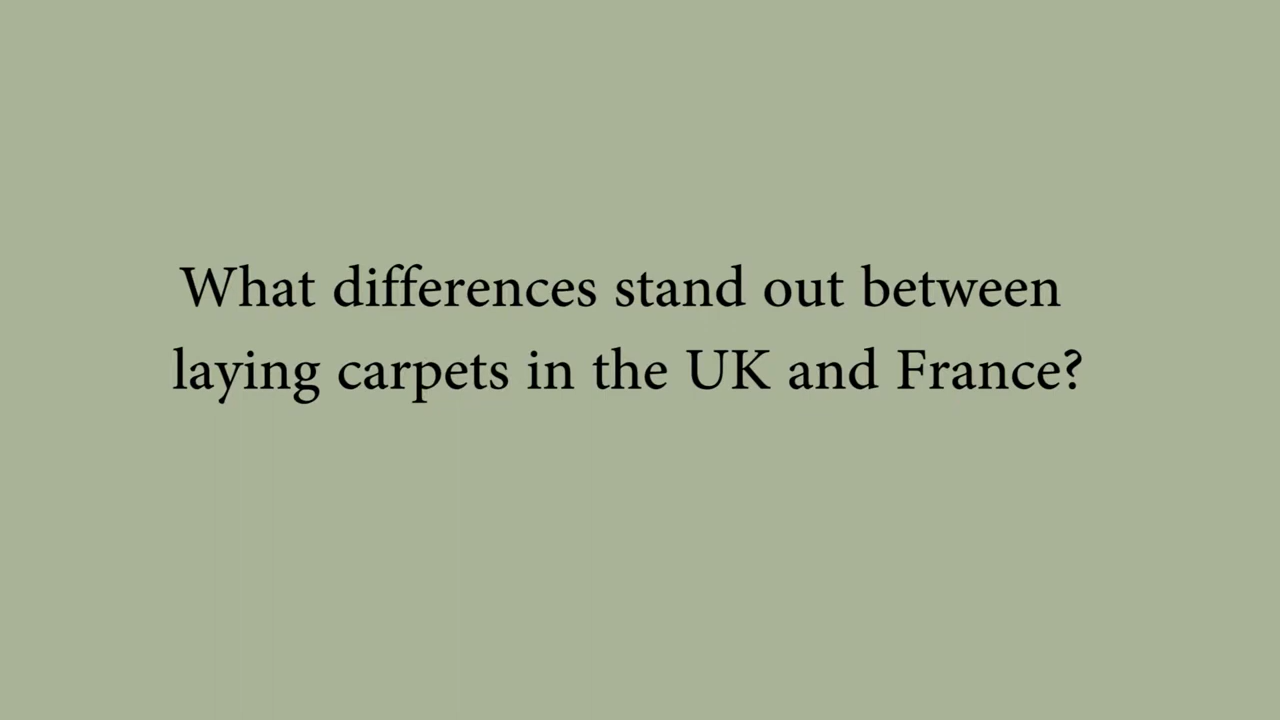 What differences stand out between
laying carpets in the UK and France?